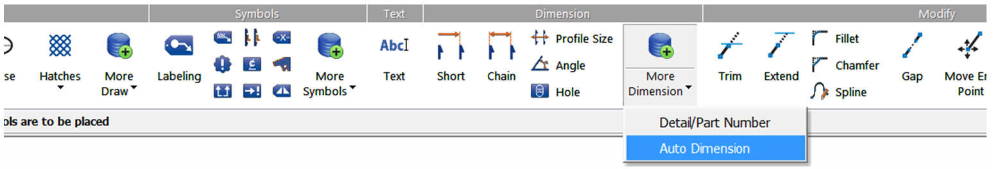 Symbols Text Dimension Modify
se
Hatches
More
Draw
Labeling
Abc
-X-
More
Symbols
Abc
Text
Short
Chain
Profile Size
Angle
Hole
More
Dimension
Trim
Extend
Fillet
Chamfer
Spline
Gap
Move En
Point
Detail/Part Number
Auto Dimension
ols are to be placed